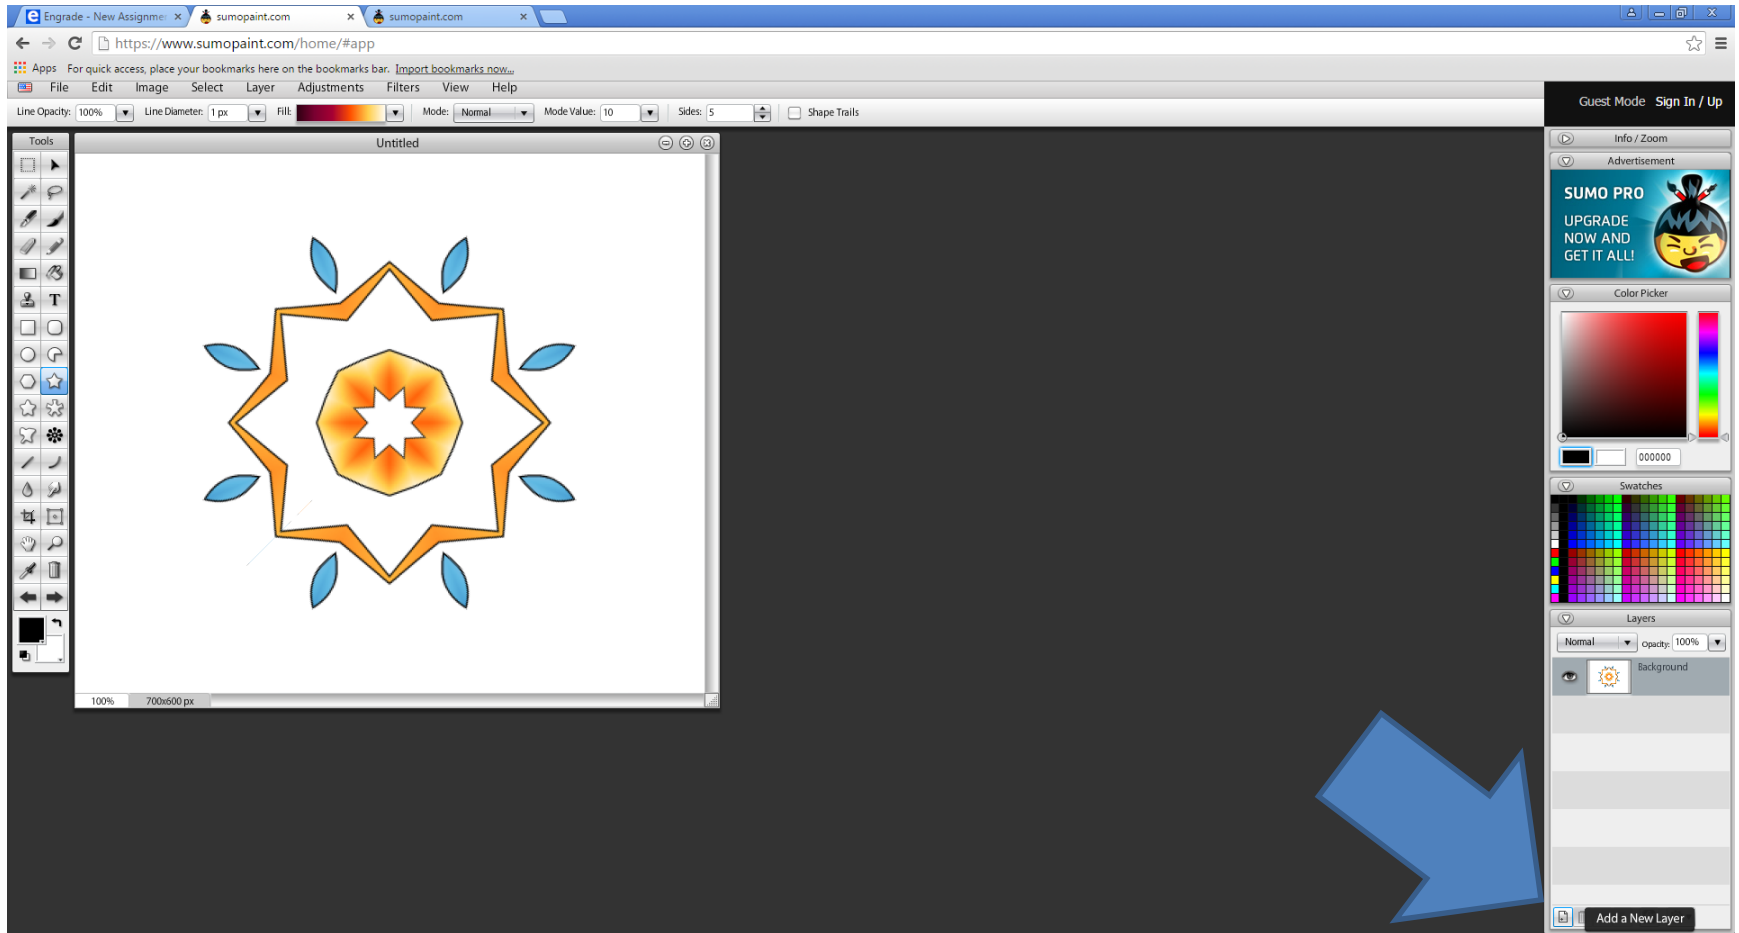 Engrade - New Assignme
sumopaint.com
sumopaint.com
https://www.sumopaint.com/home/#app
Apps For quick access, place your bookmarks here on the bookmarks bar. Import bookmarks now...
File Edit Image Select Layer Adjustments Filters View Help
Guest Mode Sign In / Up
Line Opacity: 100% Line Diameter: 1 px Fill: Mode: Normal Mode Value: 10 Sides: 5 Shape Trails
Tools
Untitled
T
100% 700x600 px
Info / Zoom
Advertisement
SUMO PRO
UPGRADE
NOW AND
GET IT ALL!
Color Picker
000000
Swatches
Layers
Normal Opacity: 100%
Background
Add a New Layer